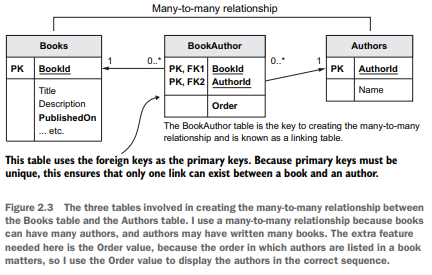 Many-to-many relationship
Books
PK BookId
Title
Description
PublishedOn
... etc.
1
0..*
BookAuthor
PK, FK1 BookId
PK, FK2 AuthorId
Order
0..*
1
Authors
PK AuthorId
Name
The BookAuthor table is the key to creating the many-to-many
relationship and is known as a linking table.
This table uses the foreign keys as the primary keys. Because primary keys must be
unique, this ensures that only one link can exist between a book and an author.
Figure 2.3 The three tables involved in creating the many-to-many relationship between
the Books table and the Authors table. I use a many-to-many relationship because books
can have many authors, and authors may have written many books. The extra feature
needed here is the Order value, because the order in which authors are listed in a book
matters, so I use the Order value to display the authors in the correct sequence.